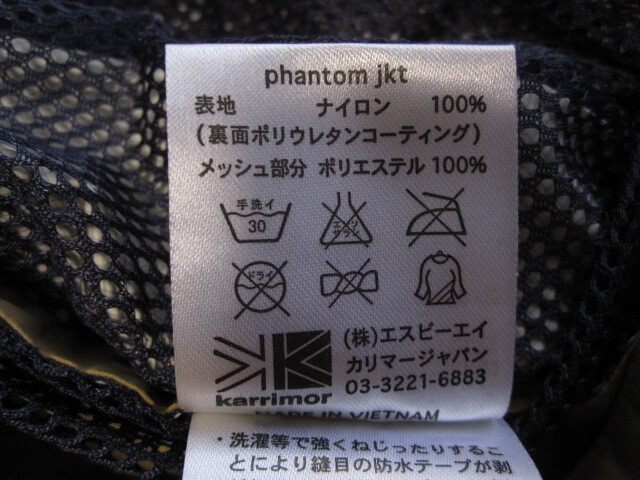 phantom jkt
表地 ナイロン 100%
(裏面ポリウレタンコーティング)
メッシュ部分 ポリエステル 100%
手洗イ
30
エンソサラシ
ドライ
(株)エスビーエイ
カリマージャパン
03-3221-6883
karrimor
MADE IN VIETNAM
・洗濯等で強くねじったりするこ
とにより縫目の防水テープが剥